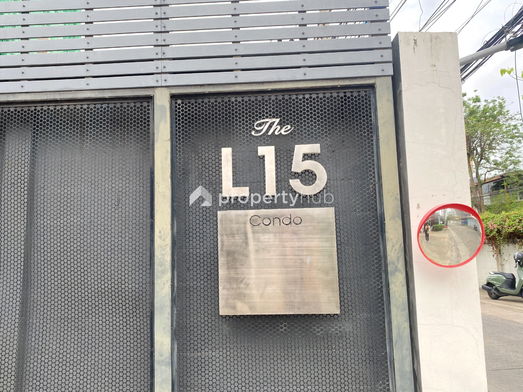 The
L15
propertyhub
Condo